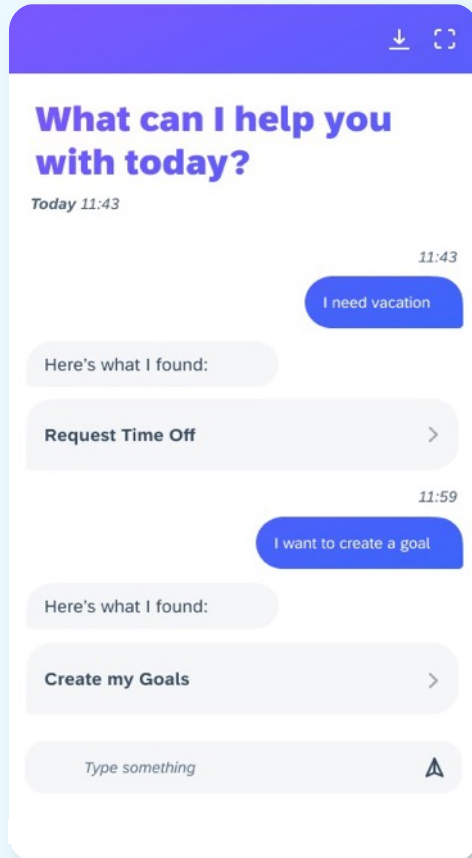 What can I help you
with today?
Today 11:43
11:43
I need vacation
Here's what I found:
Request Time Off
11:59
I want to create a goal
Here's what I found:
Create my Goals
Type something